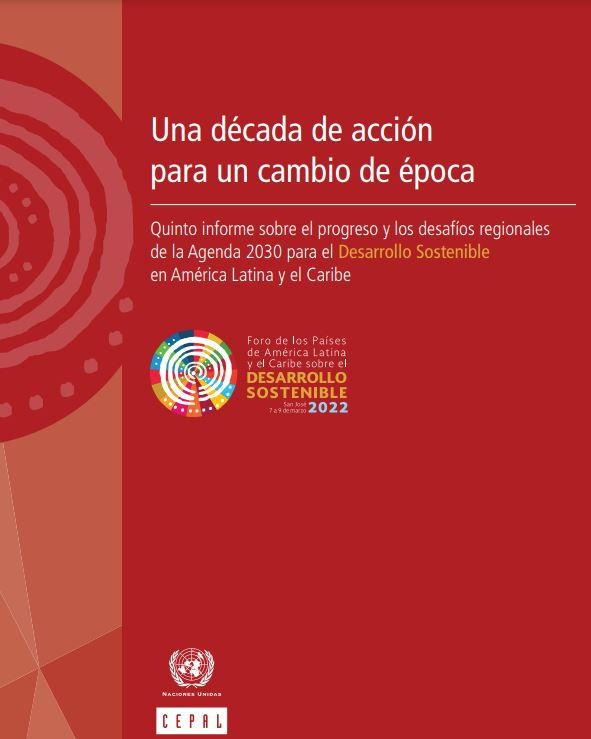 Una década de acción
para un cambio de época
Quinto informe sobre el progreso y los desafíos regionales
de la Agenda 2030 para el Desarrollo Sostenible
en América Latina y el Caribe
Foro de los Países
de América Latina
y el Caribe sobre el
DESARROLLO
SOSTENIBLE
San José
7 a 9 de marzo 2022
NACIONES UNIDAS
CEPAL